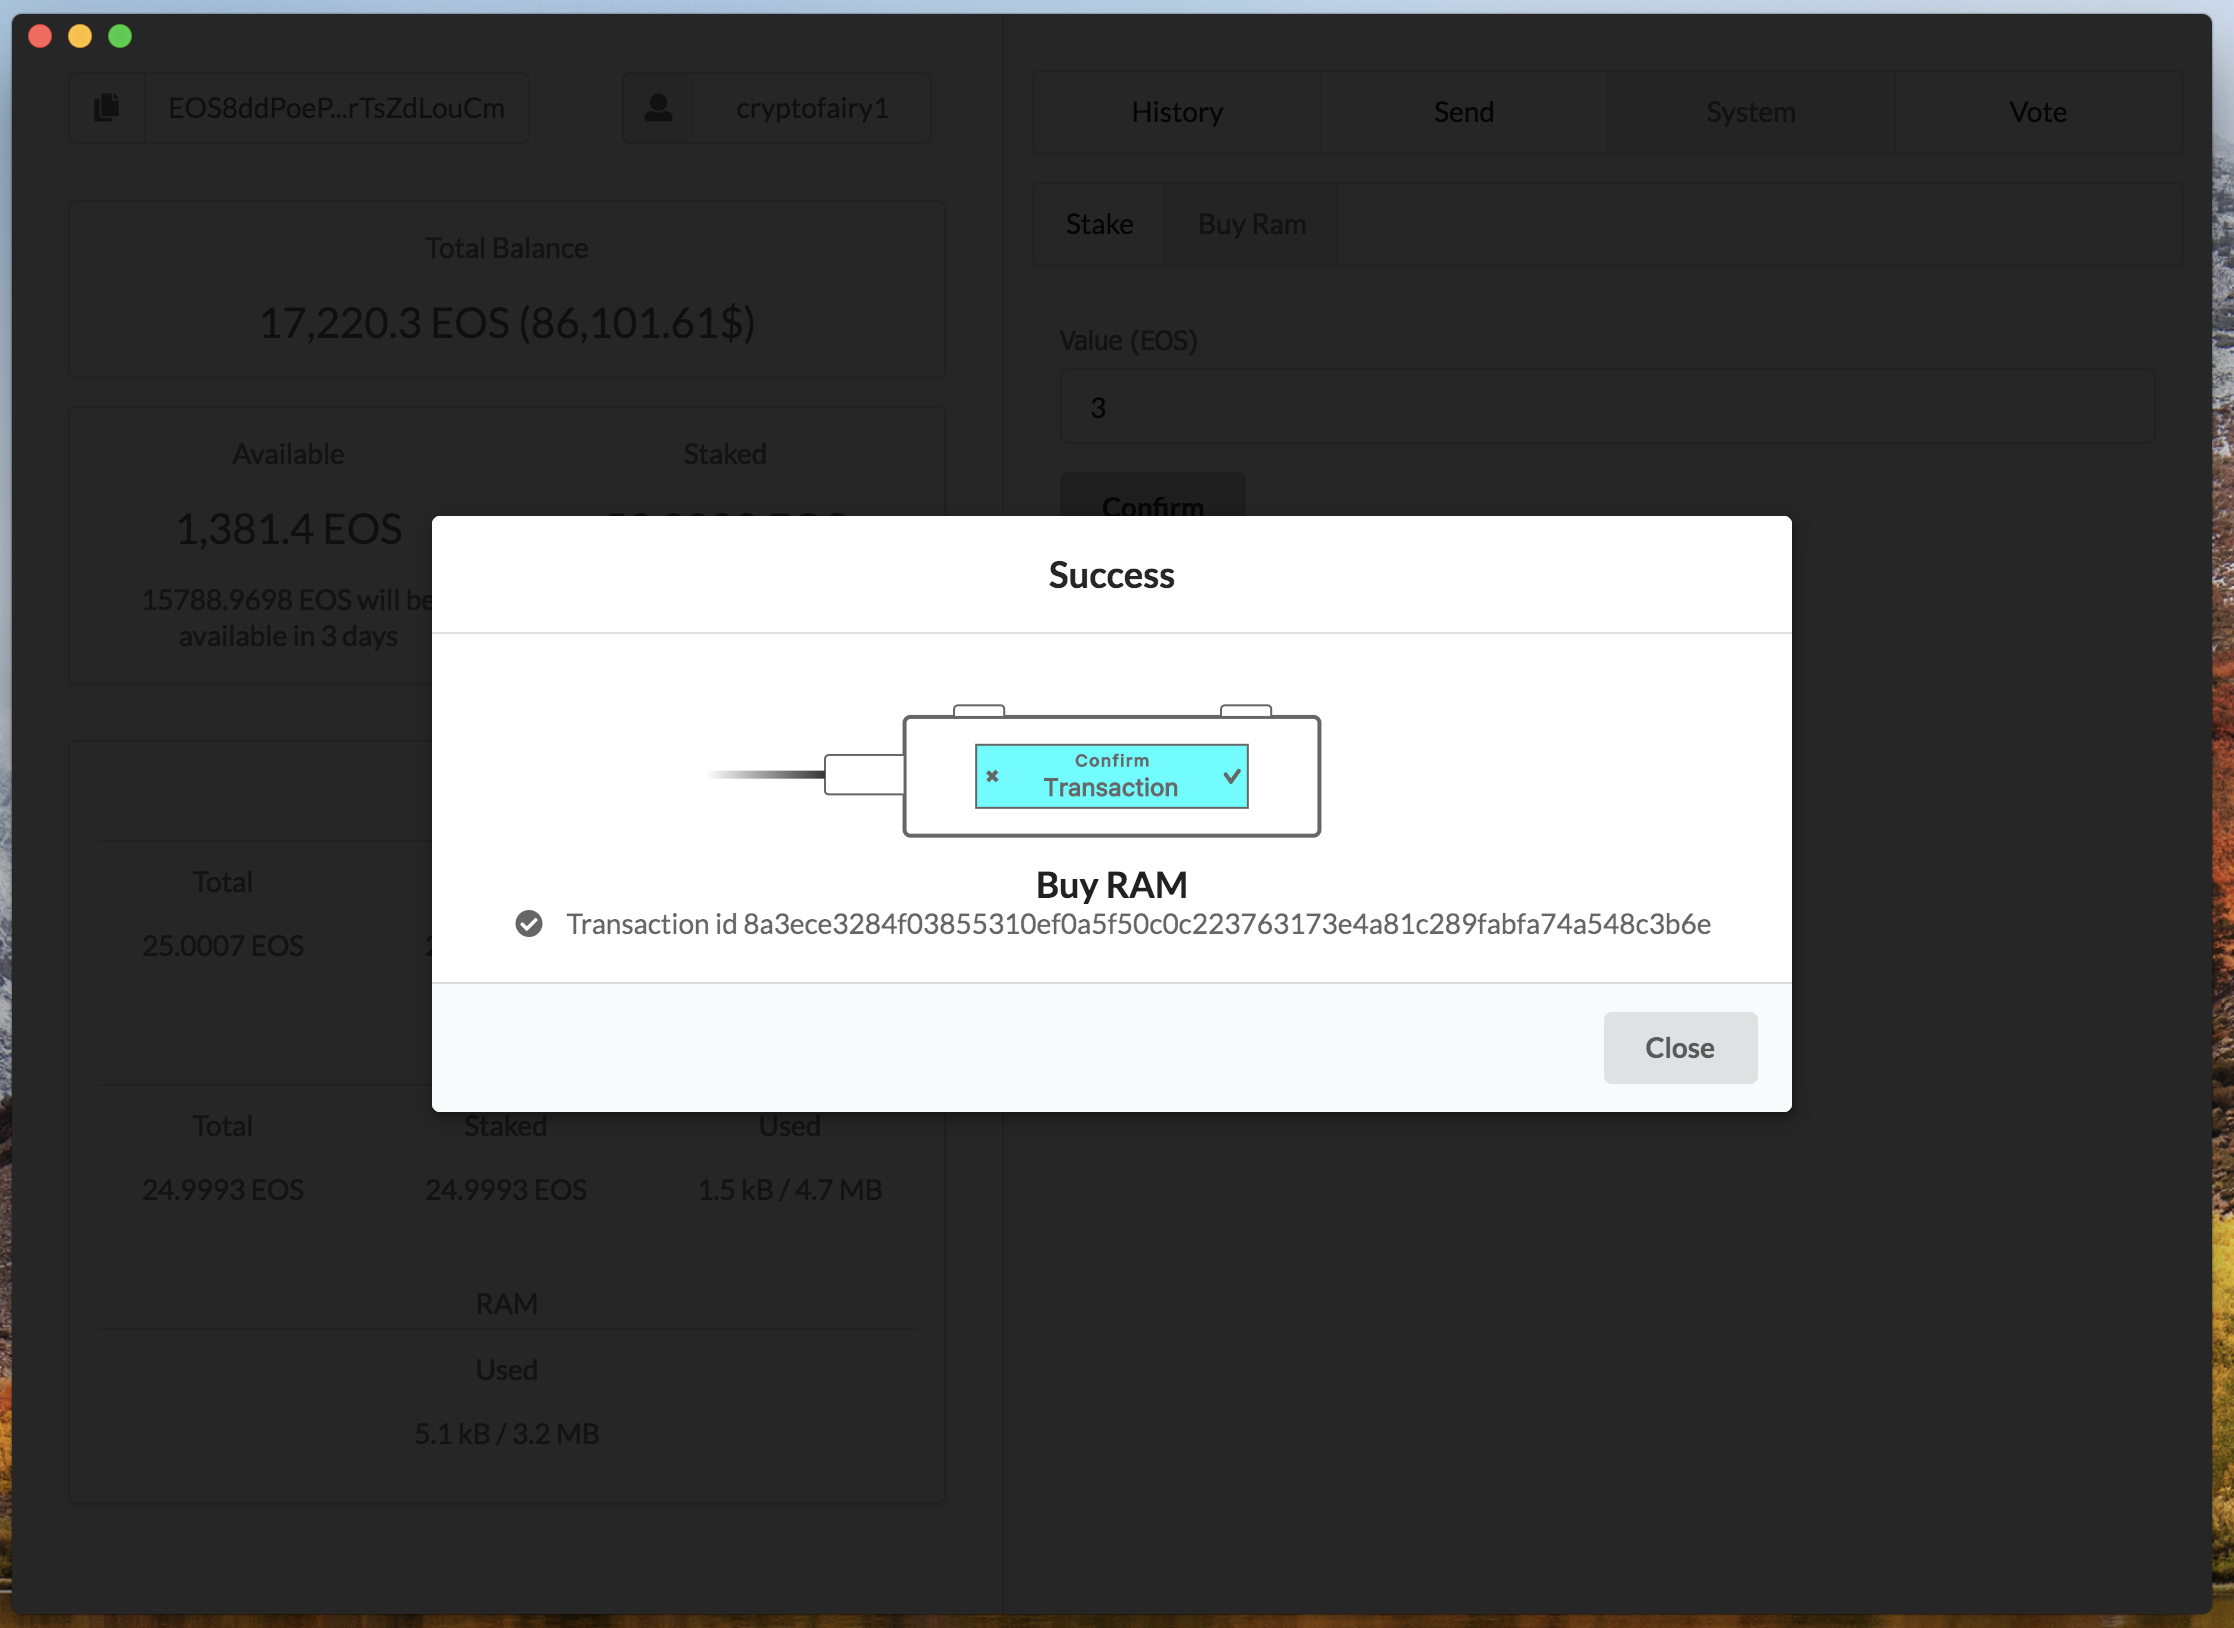 EOS8ddPoeP...rTsZdLouCm
cryptofairy1
History
Send
System
Vote
Stake
Buy Ram
Total Balance
17,220.3 EOS (86,101.61$)
Value (EOS)
3
Confirm
Available
Staked
1,381.4 EOS
15788.9698 EOS will be
available in 3 days
Success
Confirm
Transaction
Buy RAM
Transaction id 8a3ece3284f03855310ef0a5f50c0c223763173e4a81c289fabfa74a548c3b6e
Close
Total
25.0007 EOS
Total
Staked
Used
24.9993 EOS
24.9993 EOS
1.5 kB / 4.7 MB
RAM
Used
5.1 kB / 3.2 MB